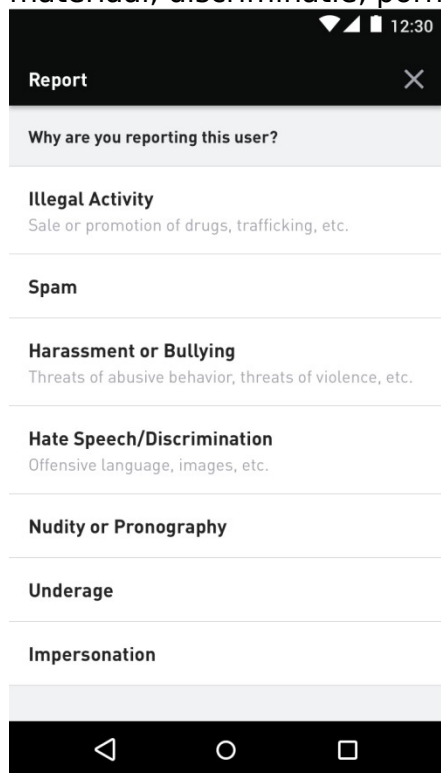 12:30
Report
Why are you reporting this user?
Illegal Activity
Sale or promotion of drugs, trafficking, etc.
Spam
Harassment or Bullying
Threats of abusive behavior, threats of violence, etc.
Hate Speech/Discrimination
Offensive language, images, etc.
Nudity or Pronography
Underage
Impersonation